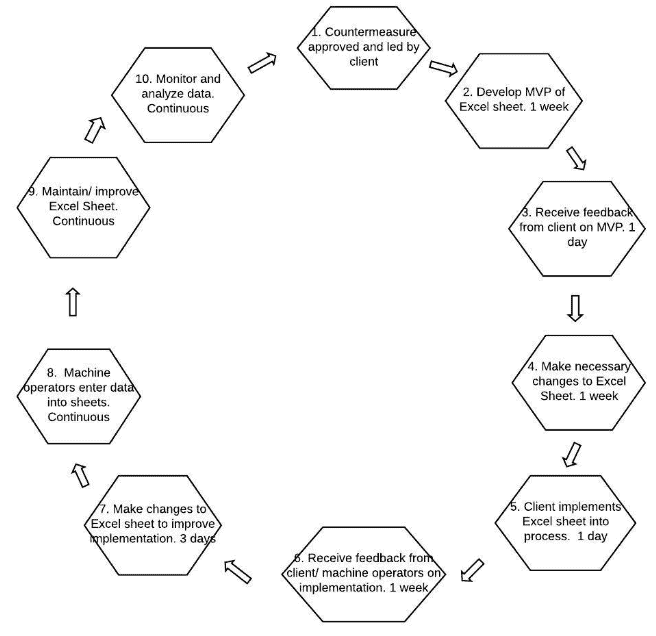 1. Countermeasure
approved and led by
client
2. Develop MVP of
Excel sheet. 1 week
3. Receive feedback
from client on MVP. 1
day
4. Make necessary
changes to Excel
Sheet. 1 week
5. Client implements
Excel sheet into
process.  1 day
6. Receive feedback from
client/ machine operators on
implementation. 1 week
7. Make changes to
Excel sheet to improve
implementation. 3 days
8.  Machine
operators enter data
into sheets.
Continuous
9. Maintain/ improve
Excel Sheet.
Continuous
10. Monitor and
analyze data.
Continuous